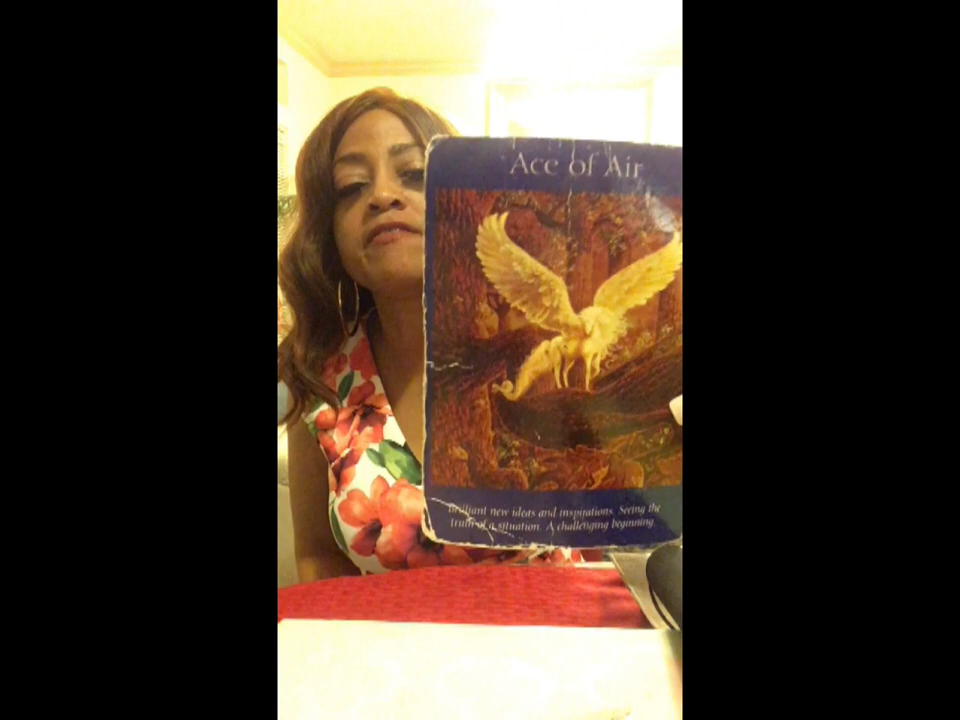 Ace of Air
Brilliant new ideas and inspirations. Seeing the
truth of a situation. A challenging beginning.